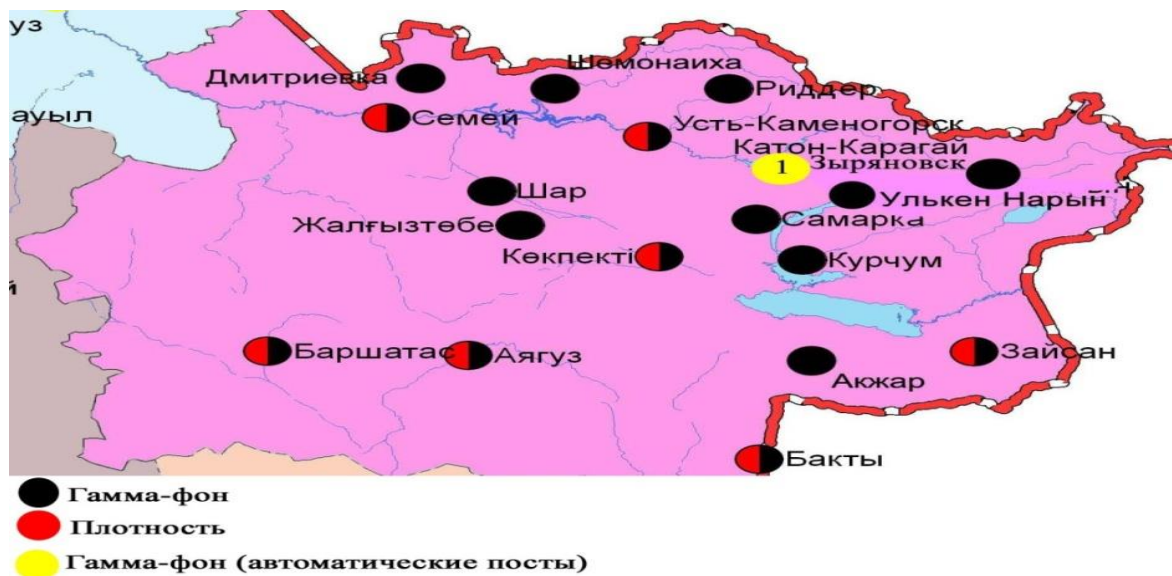 уз
Шемонаиха
Дмитриевка
Риддер
ауыл
Семей
Усть-Каменогорск
Катон-Карагай
1 Зыряновск
Шар
Улькен Нарын
Жалғызтөбе
Самарка
Көкпекті
Курчум
й
Баршатас
Аягуз
Зайсан
Акжар
Бакты
Гамма-фон
Плотность
Гамма-фон (автоматические посты)